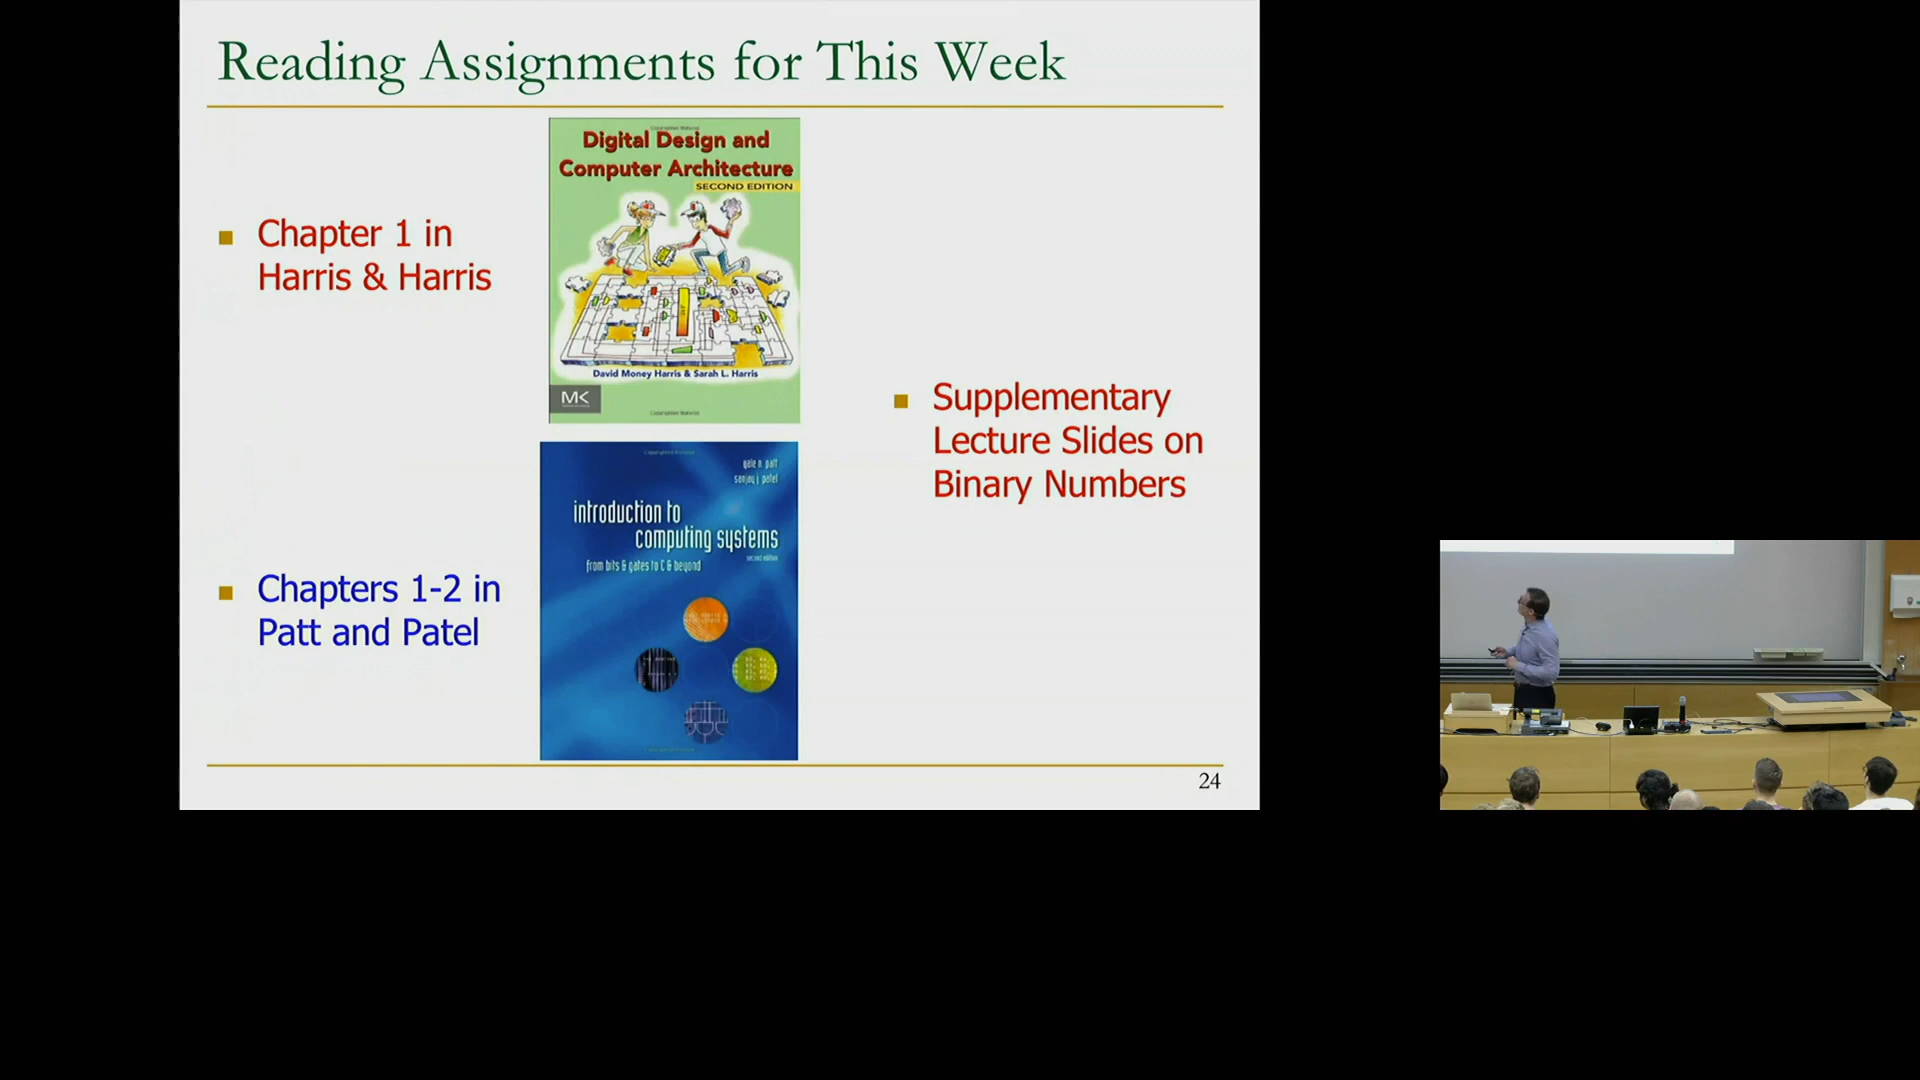 Reading Assignments for This Week
Chapter 1 in
Harris & Harris
Digital Design and
Computer Architecture
SECOND EDITION
David Money Harris & Sarah L. Harris
MK
Supplementary
Lecture Slides on
Binary Numbers
Chapters 1-2 in
Patt and Patel
yale n. patt
sanjay j. patel
introduction to
computing systems
second edition
from bits & gates to C & beyond
24